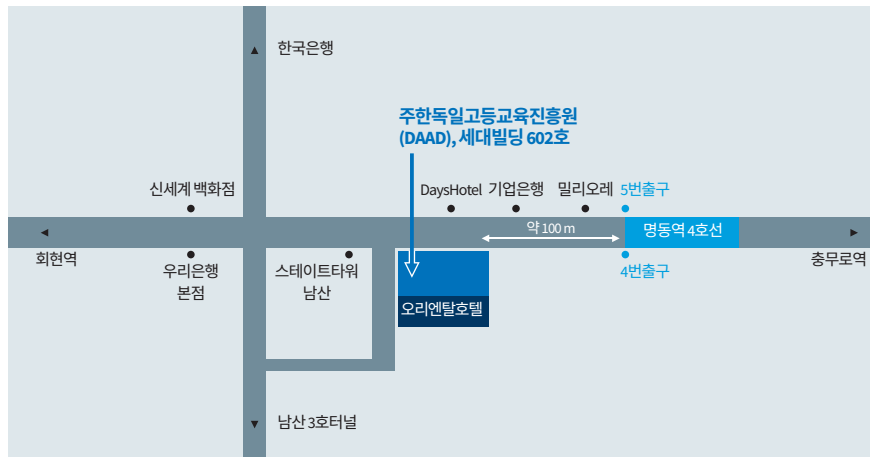 한국은행
주한독일고등교육진흥원
(DAAD), 세대빌딩 602호
신세계 백화점
DaysHotel
기업은행
밀리오레
5번출구
약 100 m
명동역 4호선
회현역
우리은행
본점
스테이트타워
남산
4번출구
충무로역
오리엔탈호텔
남산 3호터널